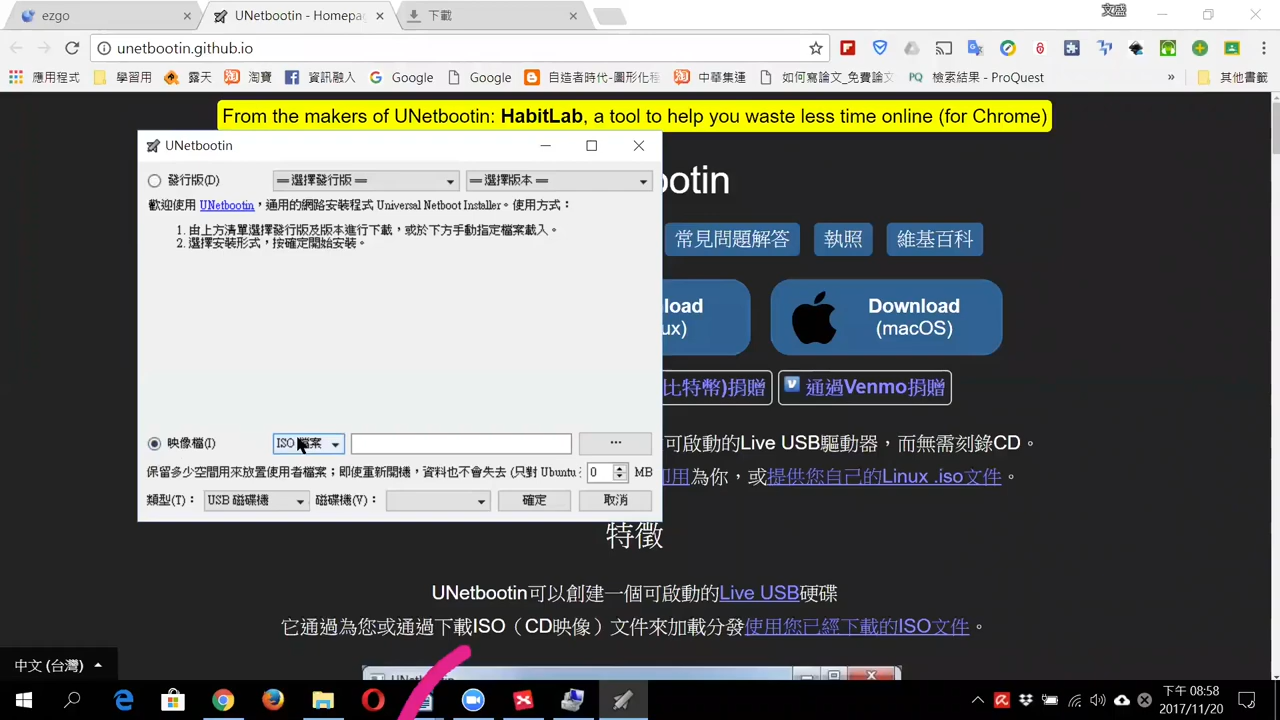 ezgo
UNetbootin - Homepag
下載
文盛
unetbootin.github.io
應用程式
學習用
露天
淘寶
資訊融入
Google
Google
自造者時代-圖形化程
中華集運
如何寫論文_免費論文
檢索結果 - ProQuest
»
其他書籤
From the makers of UNetbootin: HabitLab, a tool to help you waste less time online (for Chrome)
UNetbootin
ootin
發行版(D)
== 選擇發行版 ==
== 選擇版本 ==
歡迎使用 UNetbootin，通用的網路安裝程式 Universal Netboot Installer。使用方式：
1. 由上方清單選擇發行版及版本進行下載，或於下方手動指定檔案載入。
2. 選擇安裝形式，按確定開始安裝。
常見問題解答
執照
維基百科
load
ux)
Download
(macOS)
比特幣)捐贈
通過Venmo捐贈
映像檔(I)
ISO 檔案
...
可啟動的Live USB驅動器，而無需刻錄CD。
保留多少空間用來放置使用者檔案；即使重新開機，資料也不會失去 (只對 Ubuntu
0
MB
即用為你，或提供您自己的Linux .iso文件。
類型(T)：
USB 磁碟機
磁碟機(V)：
確定
取消
特徵
UNetbootin可以創建一個可啟動的Live USB硬碟
它通過為您或通過下載ISO（CD映像）文件來加載分發使用您已經下載的ISO文件。
中文 (台灣)
下午 08:58
2017/11/20